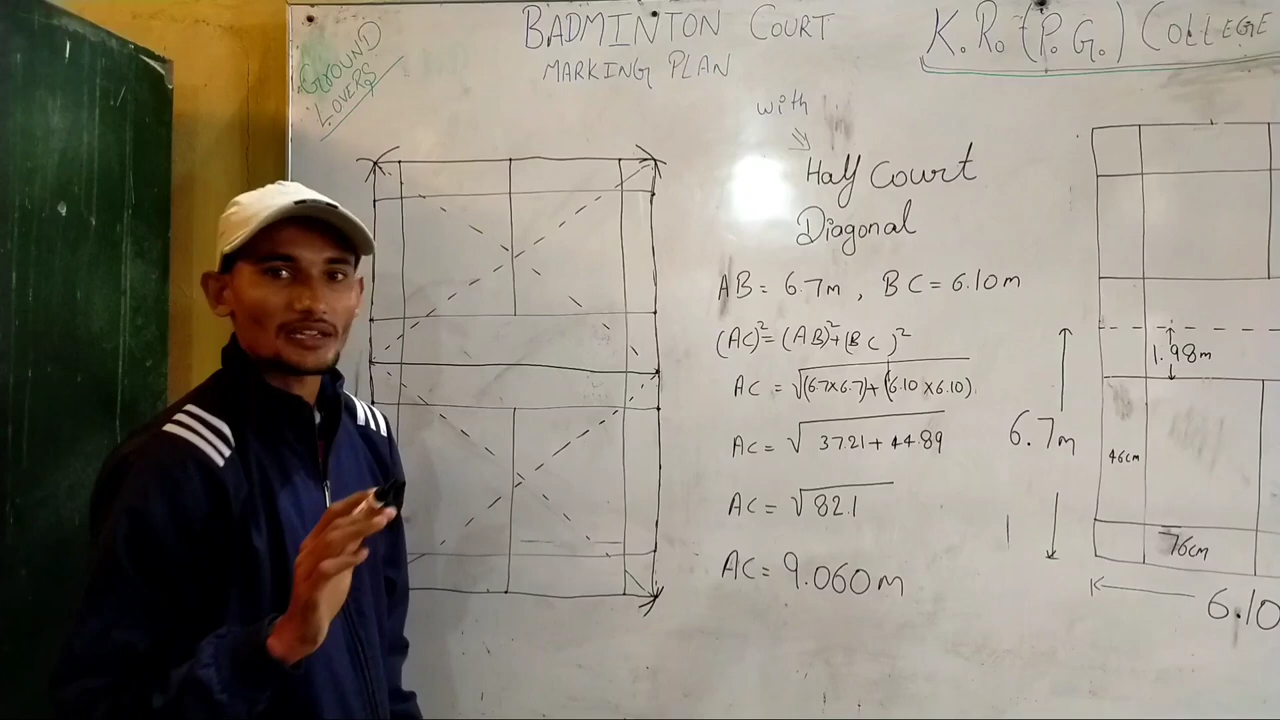 GROUND
LOVERS
BADMINTON COURT
MARKING PLAN
K.R.(P.G.) COLLEGE
with
Half Court
Diagonal
AB = 6.7m, BC = 6.10m
(AC)²=(AB)²+(BC)²
AC = √(6.7×6.7)+(6.10×6.10)
AC = √37.21+44.89
AC = √82.1
AC = 9.060m
1.98m
6.7m
46cm
76cm
6.10